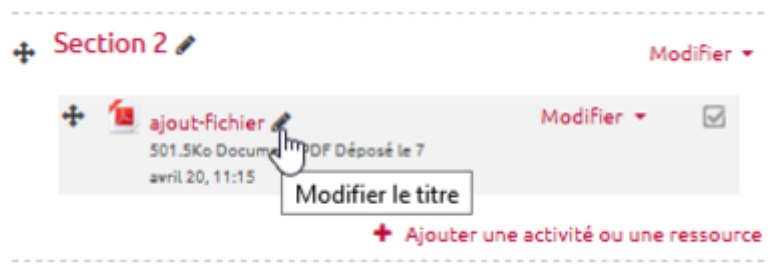 Section 2
Modifier
ajout-fichier
Modifier
501.5Ko Docume PDF Déposé le 7
avril 20, 11:15
Modifier le titre
Ajouter une activité ou une ressource